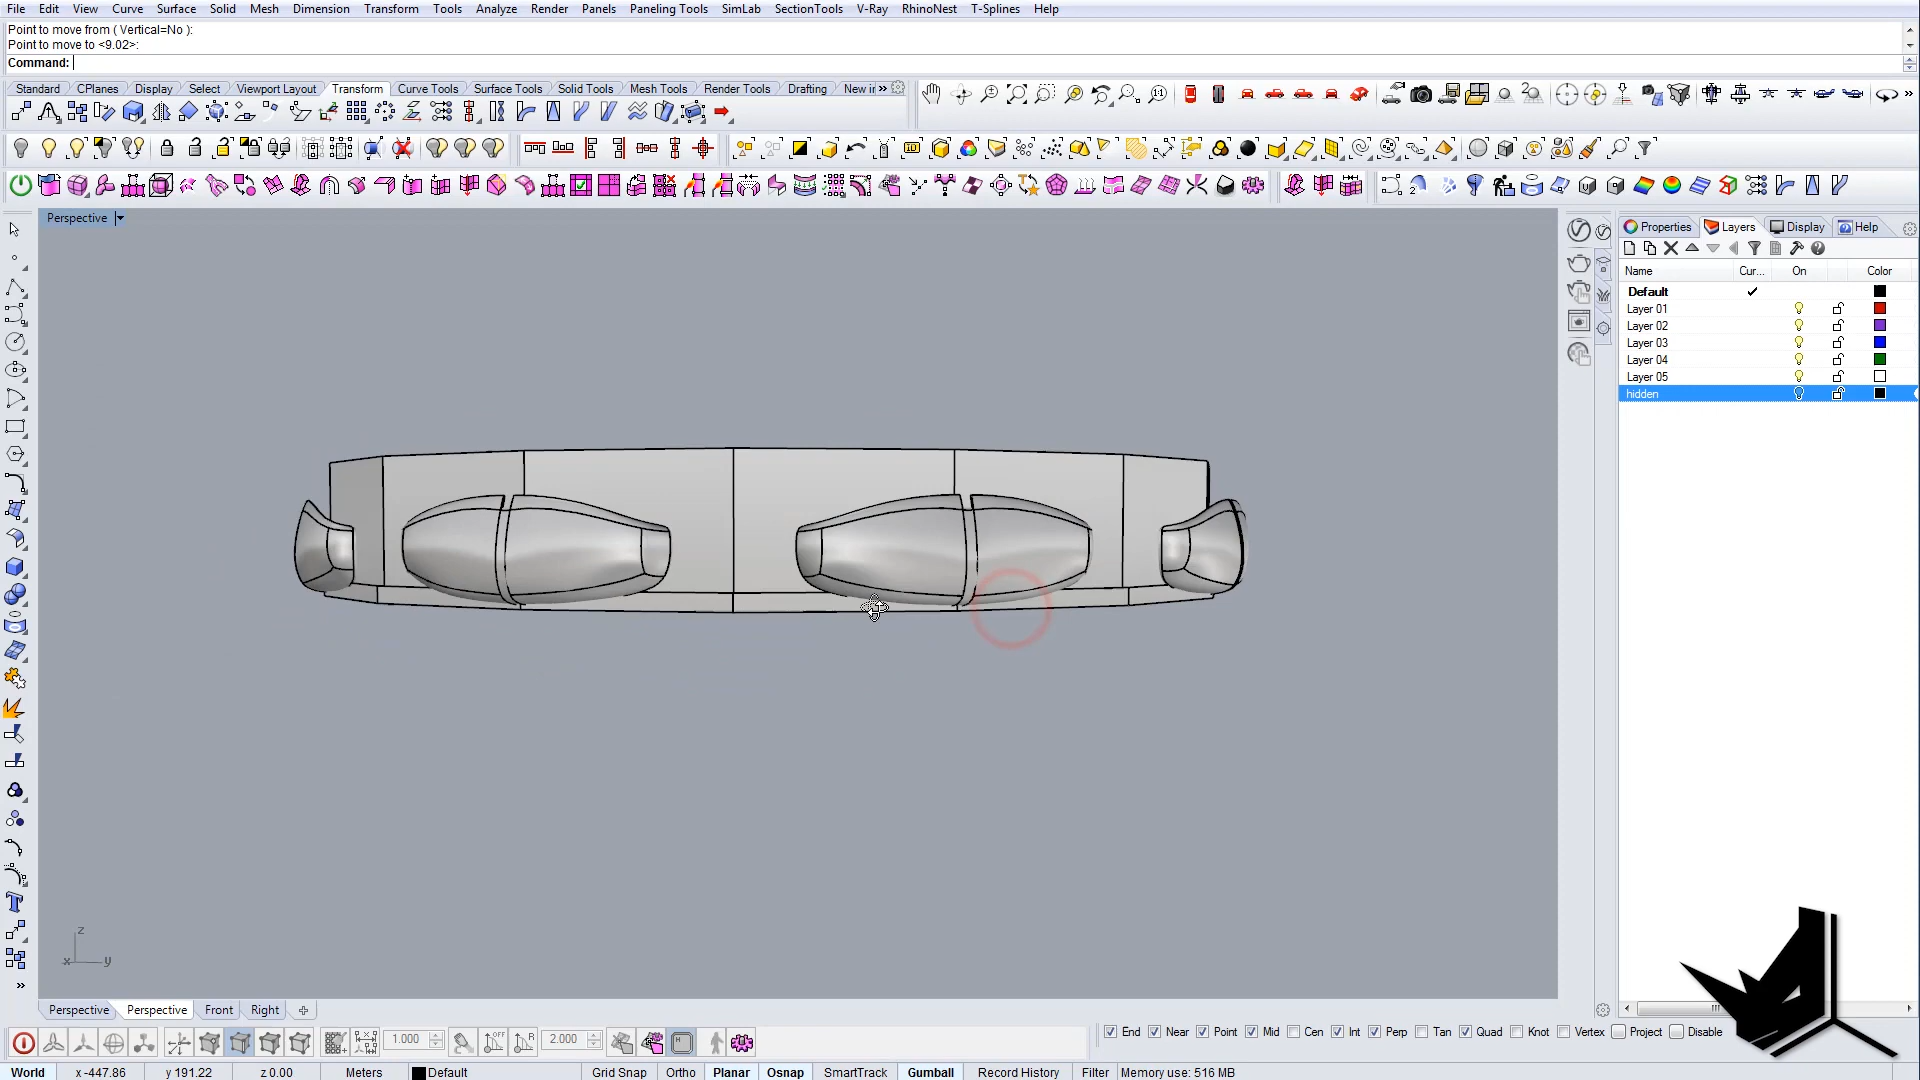 File Edit View Curve Surface Solid Mesh Dimension Transform Tools Analyze Render Panels Paneling Tools SimLab SectionTools V-Ray RhinoNest T-Splines Help
Point to move from ( Vertical=No ):
Point to move to <9.02>:
Command:
Standard CPlanes Display Select Viewport Layout Transform Curve Tools Surface Tools Solid Tools Mesh Tools Render Tools Drafting New in »
Perspective
Properties Layers Display Help
Name Cur... On Color
Default
Layer 01
Layer 02
Layer 03
Layer 04
Layer 05
hidden
z
x y
Perspective Perspective Front Right
1.000 2.000
End Near Point Mid Cen Int Perp Tan Quad Knot Vertex Project Disable
World x -447.86 y 191.22 z 0.00 Meters Default Grid Snap Ortho Planar Osnap SmartTrack Gumball Record History Filter Memory use: 516 MB